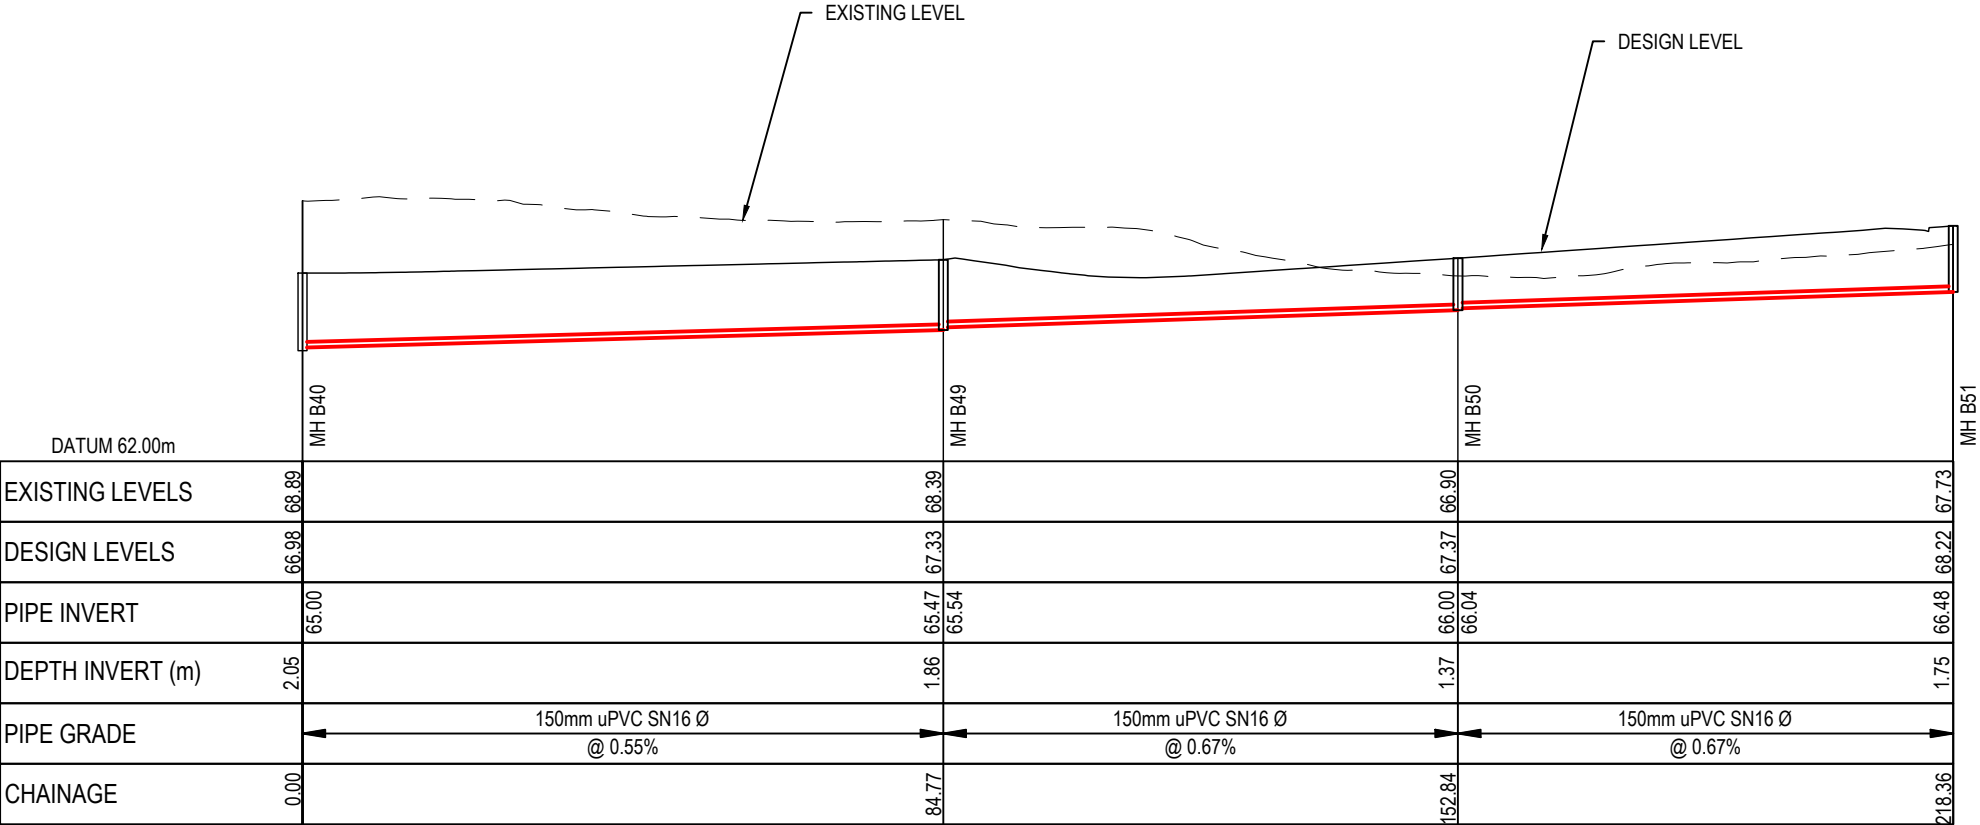 EXISTING LEVEL
DESIGN LEVEL
MH B40
MH B49
MH B50
MH B51
DATUM 62.00m
EXISTING LEVELS 68.89 68.39 66.90 67.73
DESIGN LEVELS 66.98 67.33 67.37 68.22
PIPE INVERT 65.00 65.47 65.54 66.00 66.04 66.48
DEPTH INVERT (m) 2.05 1.86 1.37 1.75
PIPE GRADE
150mm uPVC SN16 Ø
@ 0.55%
150mm uPVC SN16 Ø
@ 0.67%
150mm uPVC SN16 Ø
@ 0.67%
CHAINAGE 0.00 84.77 152.84 218.36